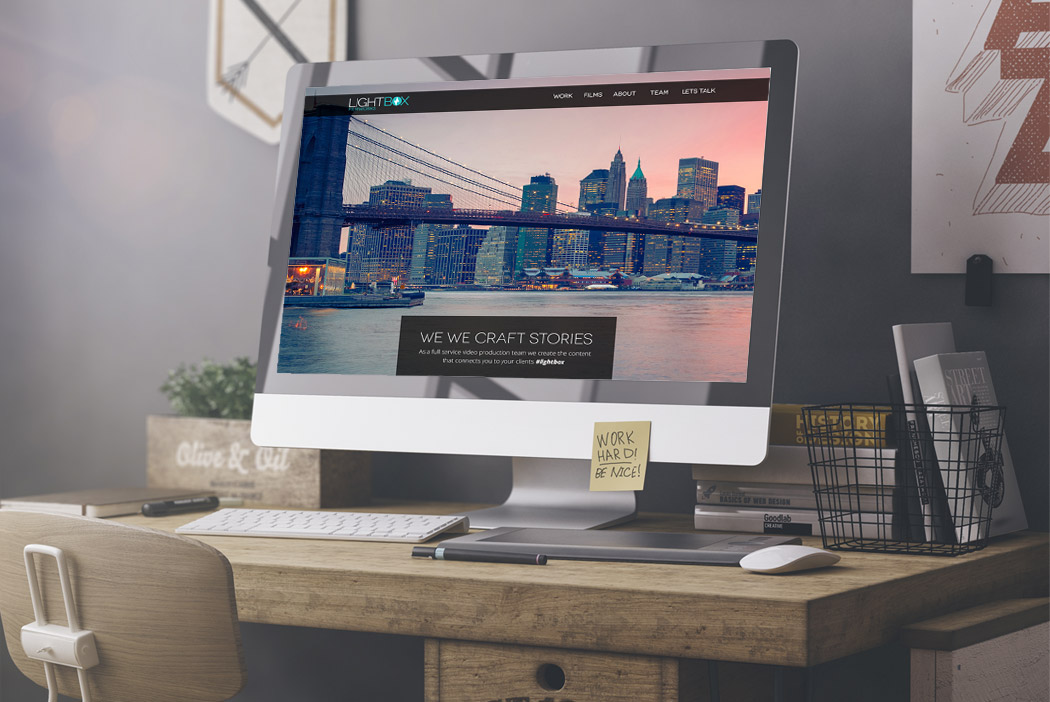 LIGHTBOX
WORK FILMS ABOUT TEAM LETS TALK
WE WE CRAFT STORIES
As a full service video production team we create the content
that connects you to your clients #lightbox
WORK
HARD!
BE NICE!
Olive & Oil
HISTORY
BASICS OF WEB DESIGN
Goodlab
CREATIVE
STREET